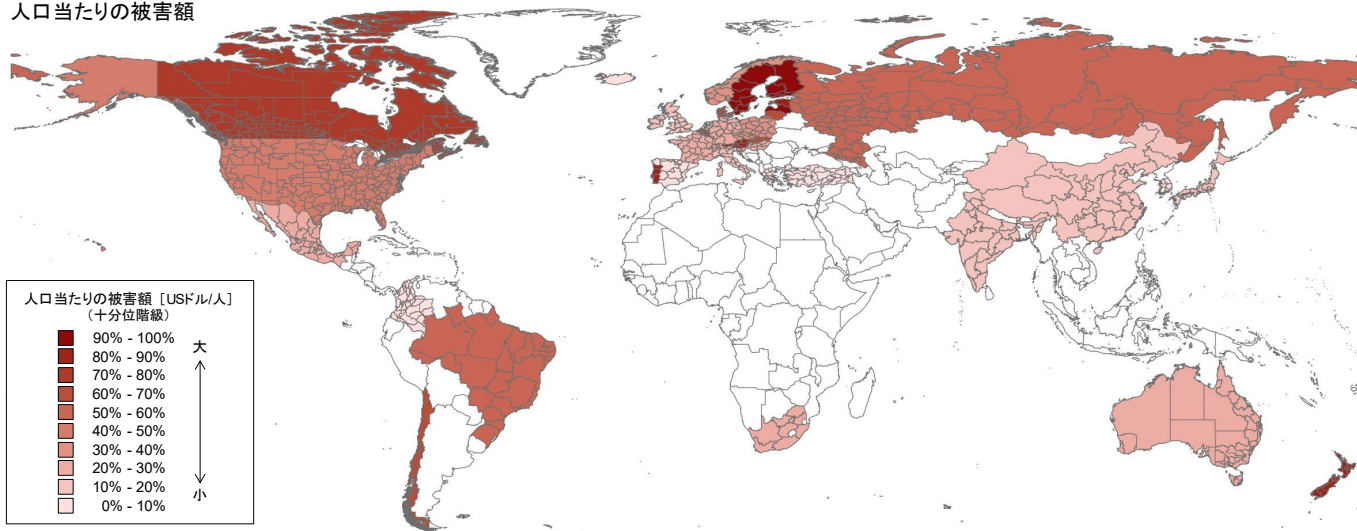 人口当たりの被害額
人口当たりの被害額 [USドル/人]
(十分位階級)
90% - 100%
80% - 90%
70% - 80%
60% - 70%
50% - 60%
40% - 50%
30% - 40%
20% - 30%
10% - 20%
0% - 10%
大
小